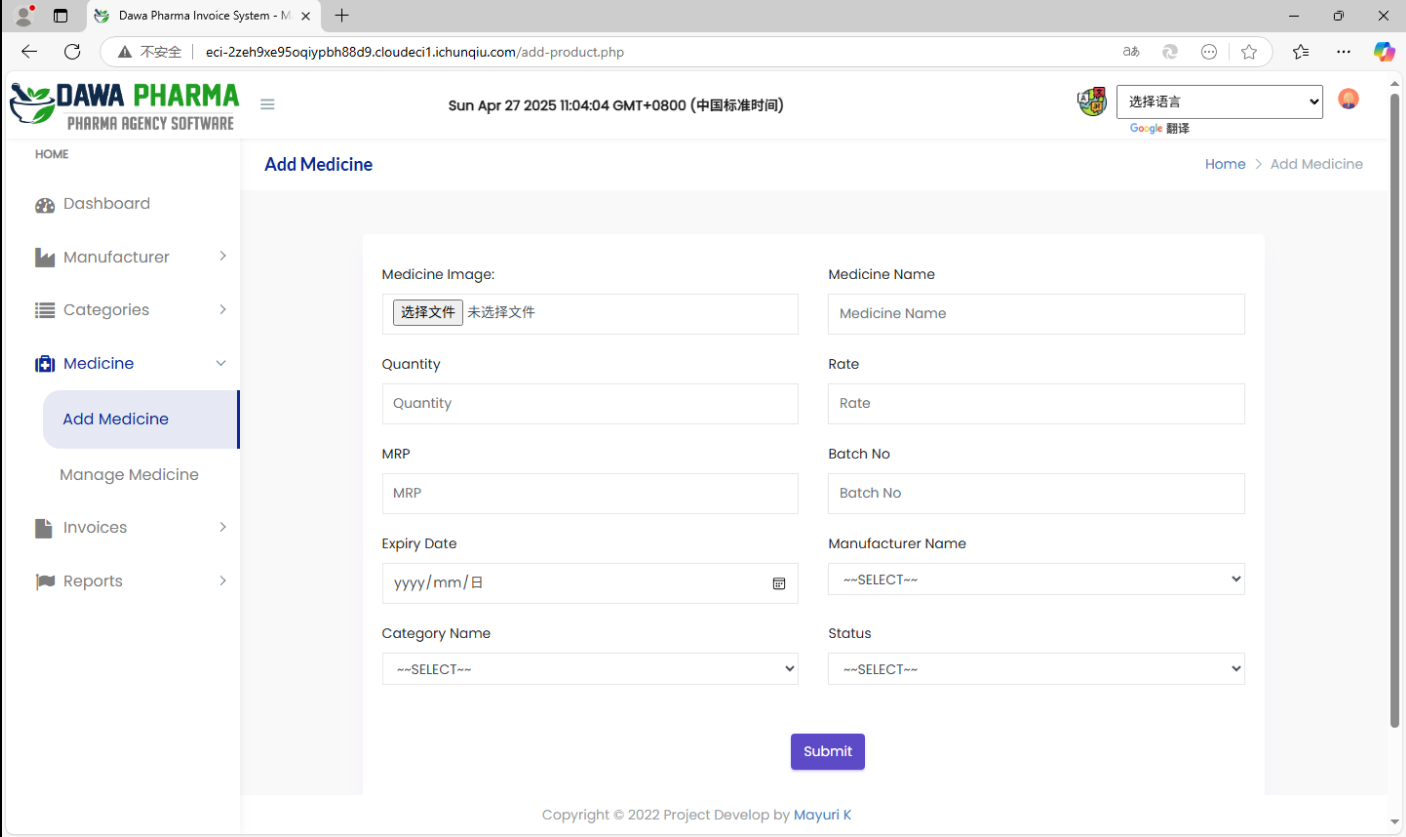 Dawa Pharma Invoice System - M
不安全 eci-2zeh9xe95oqiypbh88d9.cloudeci1.ichunqiu.com/add-product.php
DAWA PHARMA
PHARMA AGENCY SOFTWARE
Sun Apr 27 2025 11:04:04 GMT+0800 (中国标准时间)
选择语言
Google 翻译
HOME
Add Medicine
Home > Add Medicine
Dashboard
Manufacturer
Categories
Medicine
Add Medicine
Manage Medicine
Invoices
Reports
Medicine Image:
选择文件 未选择文件
Medicine Name
Medicine Name
Quantity
Quantity
Rate
Rate
MRP
MRP
Batch No
Batch No
Expiry Date
yyyy/mm/日
Manufacturer Name
~~SELECT~~
Category Name
~~SELECT~~
Status
~~SELECT~~
Submit
Copyright © 2022 Project Develop by Mayuri K